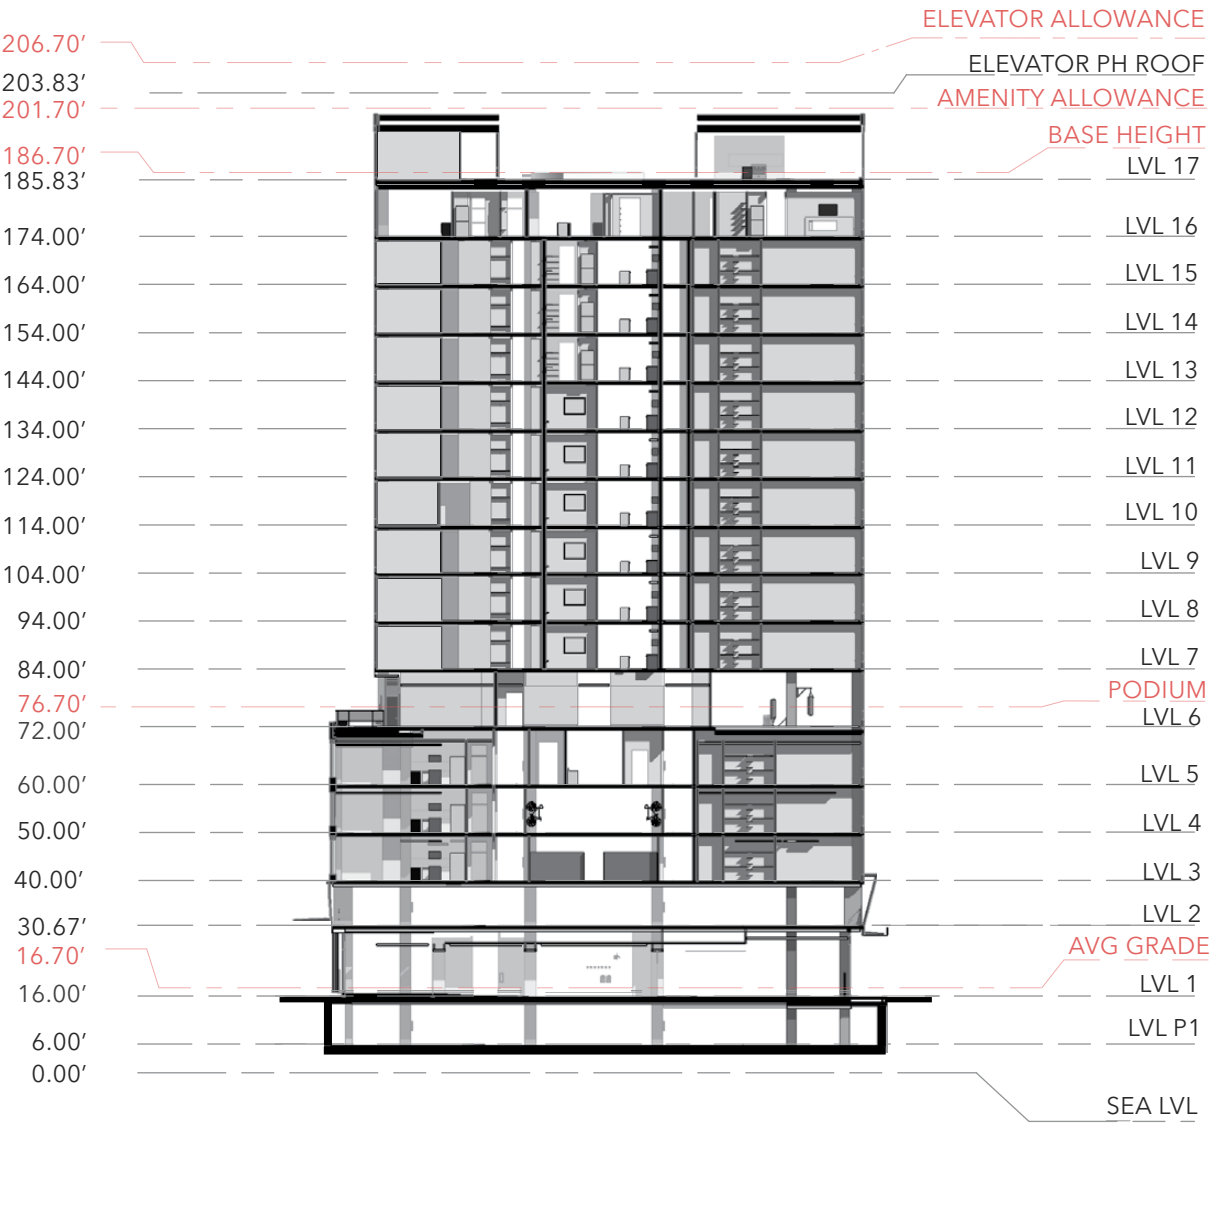 ELEVATOR ALLOWANCE
206.70'
ELEVATOR PH ROOF
203.83'
AMENITY ALLOWANCE
201.70'
BASE HEIGHT
186.70'
LVL 17
185.83'
LVL 16
174.00'
LVL 15
164.00'
LVL 14
154.00'
LVL 13
144.00'
LVL 12
134.00'
LVL 11
124.00'
LVL 10
114.00'
LVL 9
104.00'
LVL 8
94.00'
LVL 7
84.00'
PODIUM
76.70'
LVL 6
72.00'
LVL 5
60.00'
LVL 4
50.00'
LVL 3
40.00'
LVL 2
30.67'
AVG GRADE
16.70'
LVL 1
16.00'
LVL P1
6.00'
0.00'
SEA LVL